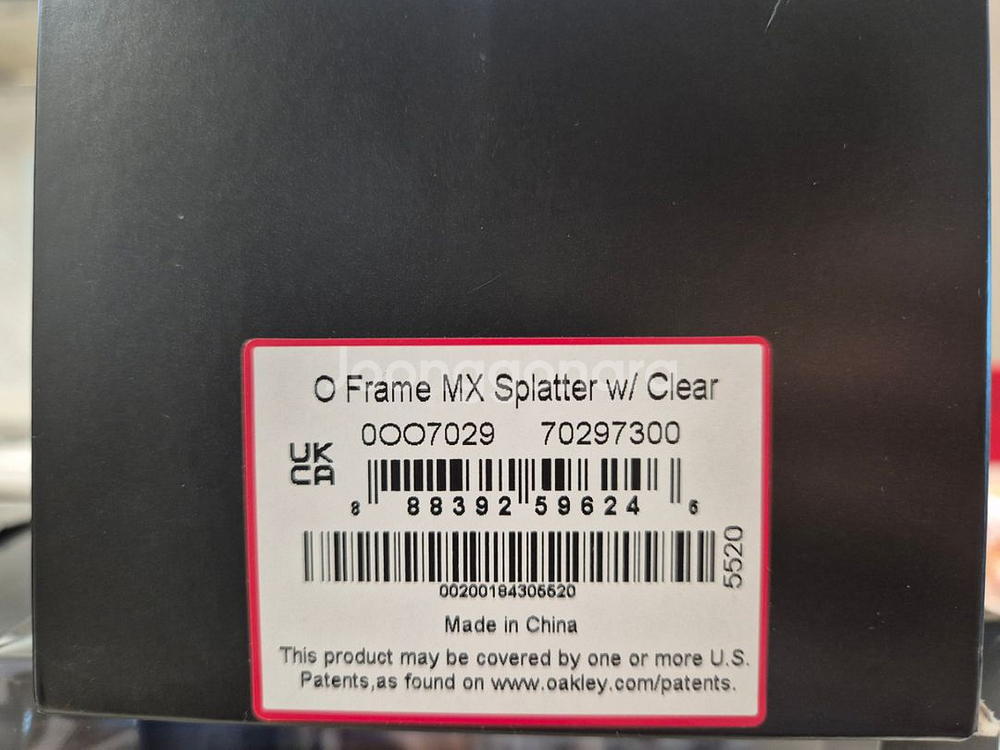 Joonggonara
O Frame MX Splatter w/ Clear
0OO7029 70297300
UK
CA
8 88392 59624 6
5520
00200184305520
Made in China
This product may be covered by one or more U.S.
Patents,as found on www.oakley.com/patents.